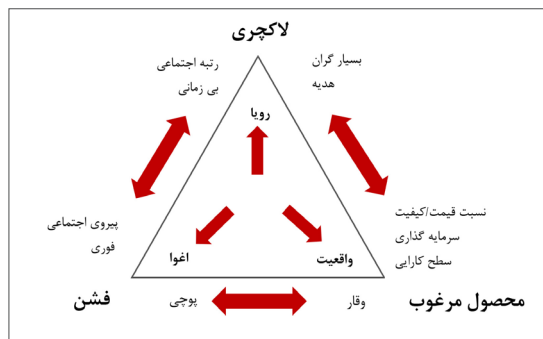 لاکچری
بسیار گران
هدیه
رتبه اجتماعی
بی زمانی
رویا
نسبت قیمت/کیفیت
سرمایه گذاری
سطح کارایی
پیروی اجتماعی
فوری
واقعیت
اغوا
محصول مرغوب
وقار
پوچی
فشن